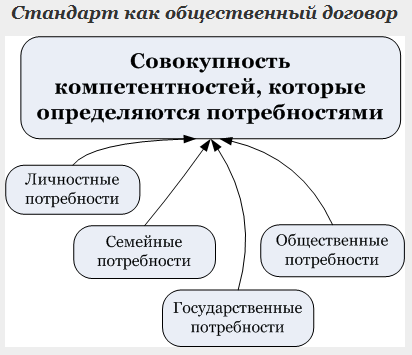 Стандарт как общественный договор
Совокупность
компетентностей, которые
определяются потребностями
Личностные
потребности
Семейные
потребности
Общественные
потребности
Государственные
потребности